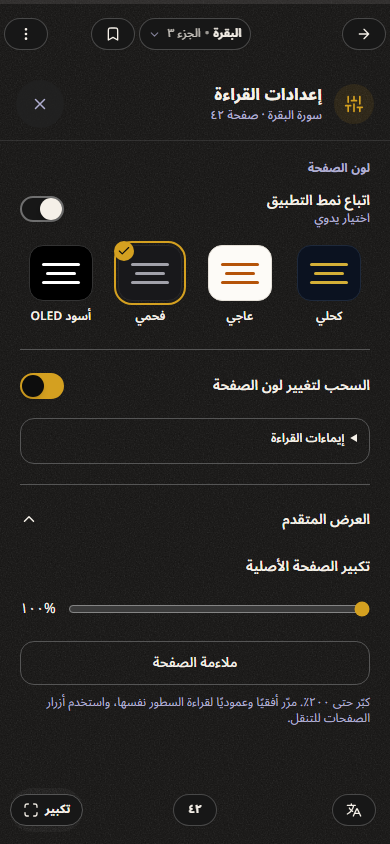 البقرة • الجزء ٣
إعدادات القراءة
سورة البقرة · صفحة ٤٢
لون الصفحة
اتباع نمط التطبيق
اختيار يدوي
كحلي
عاجي
فحمي
أسود OLED
السحب لتغيير لون الصفحة
◀ إيماءات القراءة
العرض المتقدم
تكبير الصفحة الأصلية
١٠٠%
ملاءمة الصفحة
كبّر حتى ٢٠٠٪. مرّر أفقيًا وعموديًا لقراءة السطور نفسها، واستخدم أزرار
الصفحات للتنقل.
٤٢
تكبير